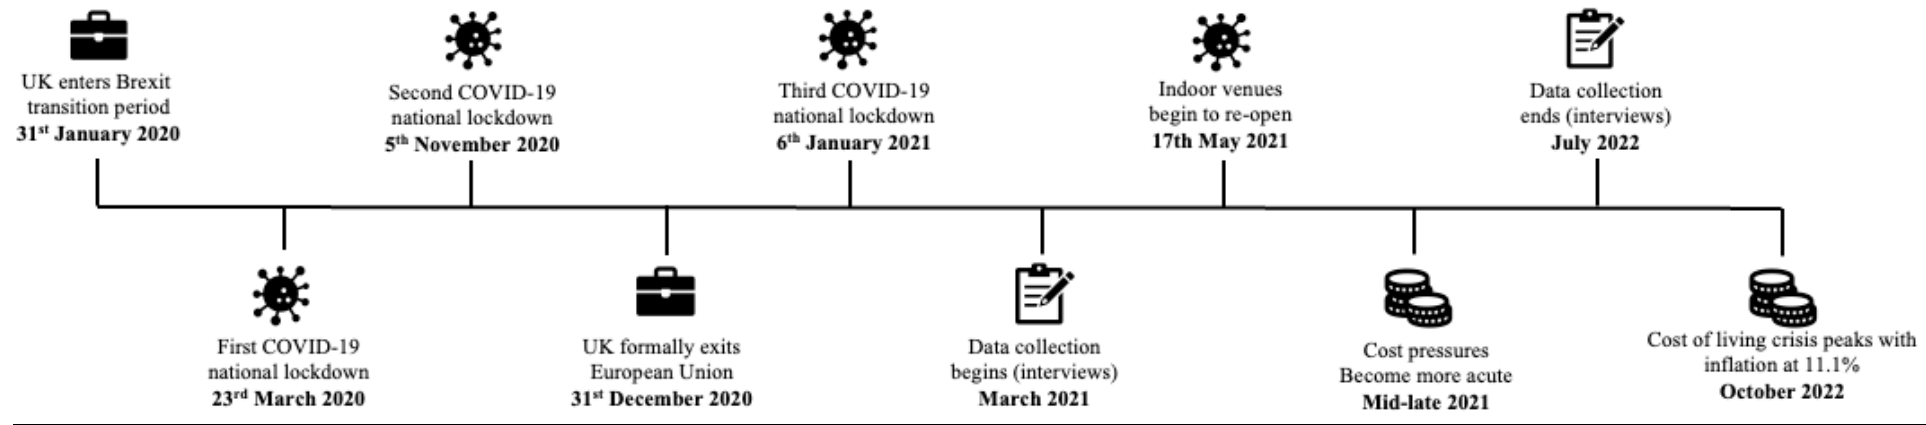 UK enters Brexit
transition period
31st January 2020
Second COVID-19
national lockdown
5th November 2020
Third COVID-19
national lockdown
6th January 2021
Indoor venues
begin to re-open
17th May 2021
Data collection
ends (interviews)
July 2022
First COVID-19
national lockdown
23rd March 2020
UK formally exits
European Union
31st December 2020
Data collection
begins (interviews)
March 2021
Cost pressures
Become more acute
Mid-late 2021
Cost of living crisis peaks with
inflation at 11.1%
October 2022